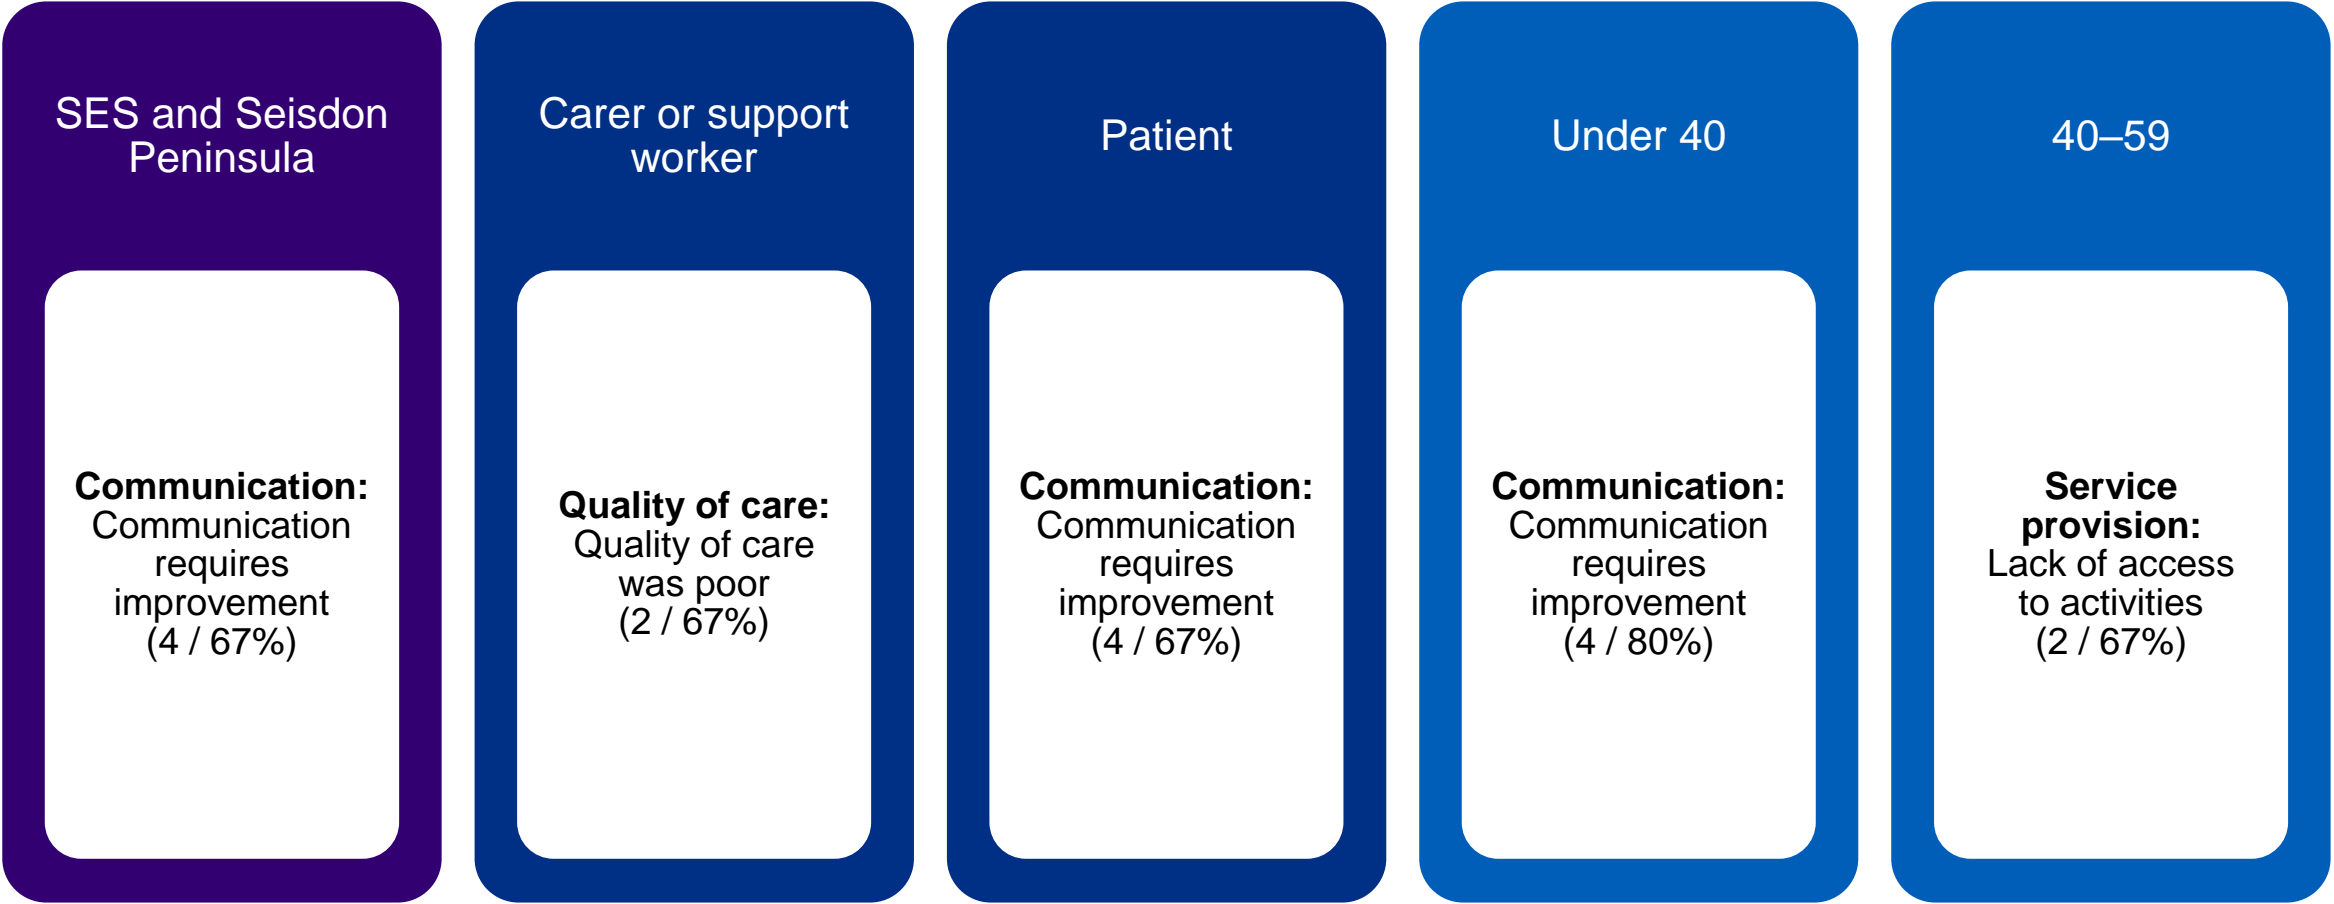 SES and Seisdon
Peninsula
Communication:
Communication
requires
improvement
(4 / 67%)
Carer or support
worker
Quality of care:
Quality of care
was poor
(2 / 67%)
Patient
Communication:
Communication
requires
improvement
(4 / 67%)
Under 40
Communication:
Communication
requires
improvement
(4 / 80%)
40–59
Service
provision:
Lack of access
to activities
(2 / 67%)